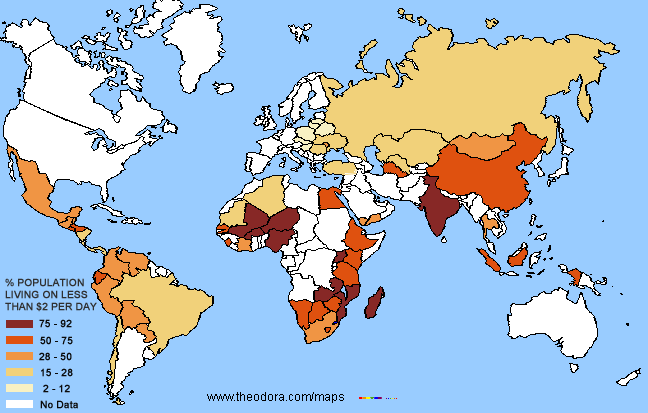 % POPULATION
LIVING ON LESS
THAN $2 PER DAY
75 - 92
50 - 75
28 - 50
15 - 28
2 - 12
No Data
www.theodora.com/maps